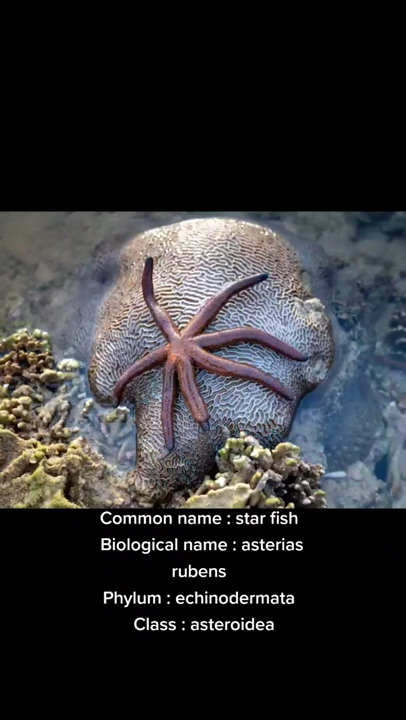 Common name : star fish
Biological name : asterias
rubens
Phylum : echinodermata
Class : asteroidea